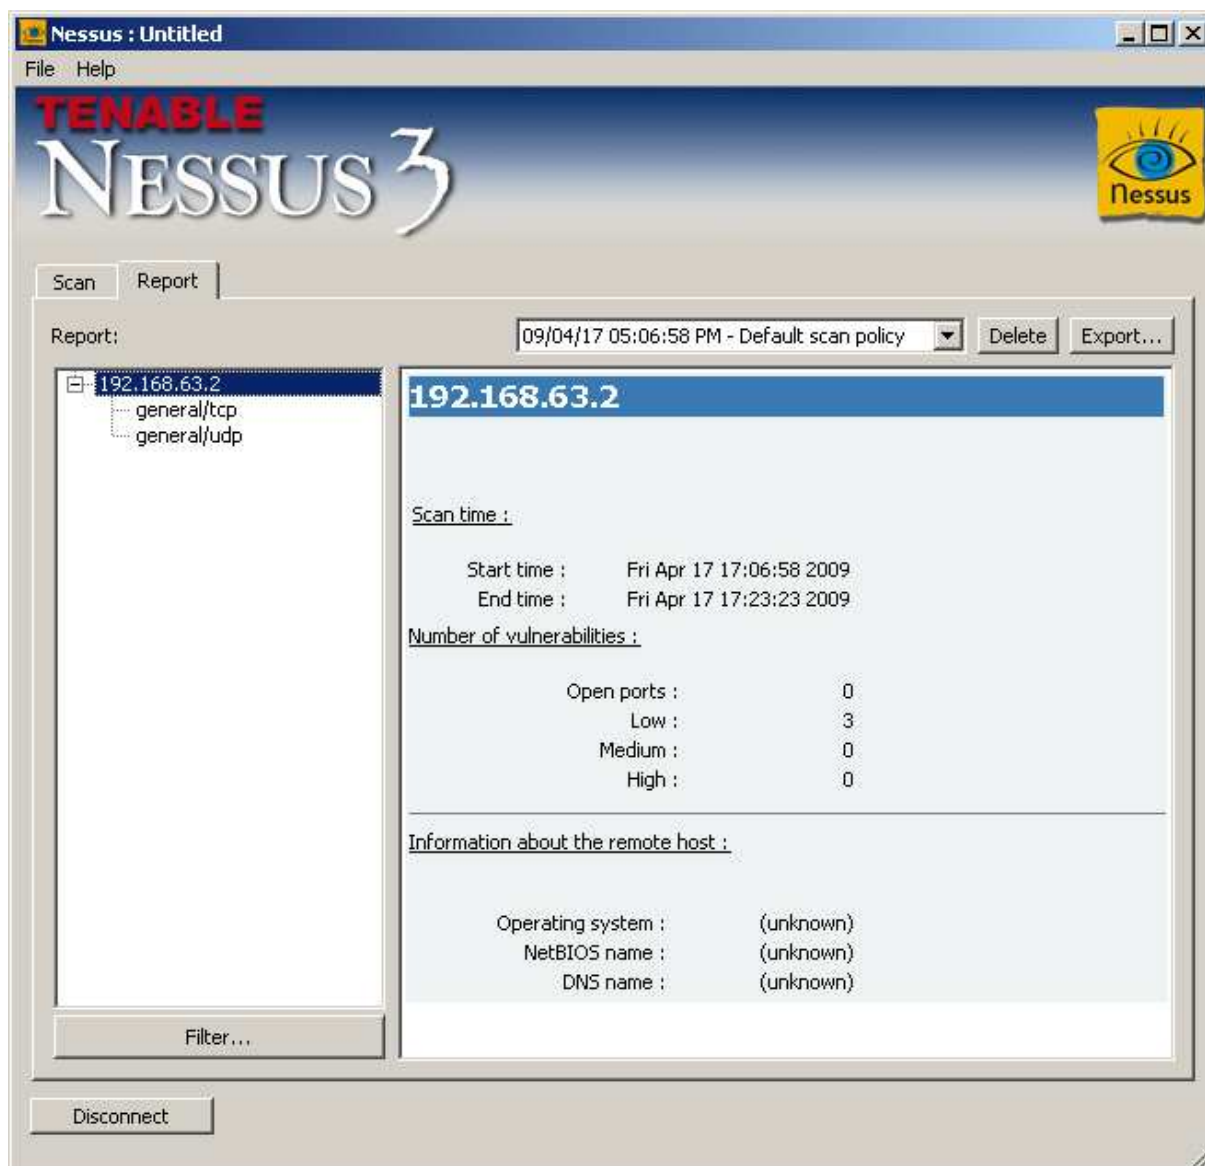 Nessus : Untitled
File Help
TENABLE
NESSUS 3
nessus
Scan Report
Report: 09/04/17 05:06:58 PM - Default scan policy Delete Export...
192.168.63.2
general/tcp
general/udp
192.168.63.2
Scan time :
Start time : Fri Apr 17 17:06:58 2009
End time : Fri Apr 17 17:23:23 2009
Number of vulnerabilities :
Open ports : 0
Low : 3
Medium : 0
High : 0
Information about the remote host :
Operating system : (unknown)
NetBIOS name : (unknown)
DNS name : (unknown)
Filter...
Disconnect